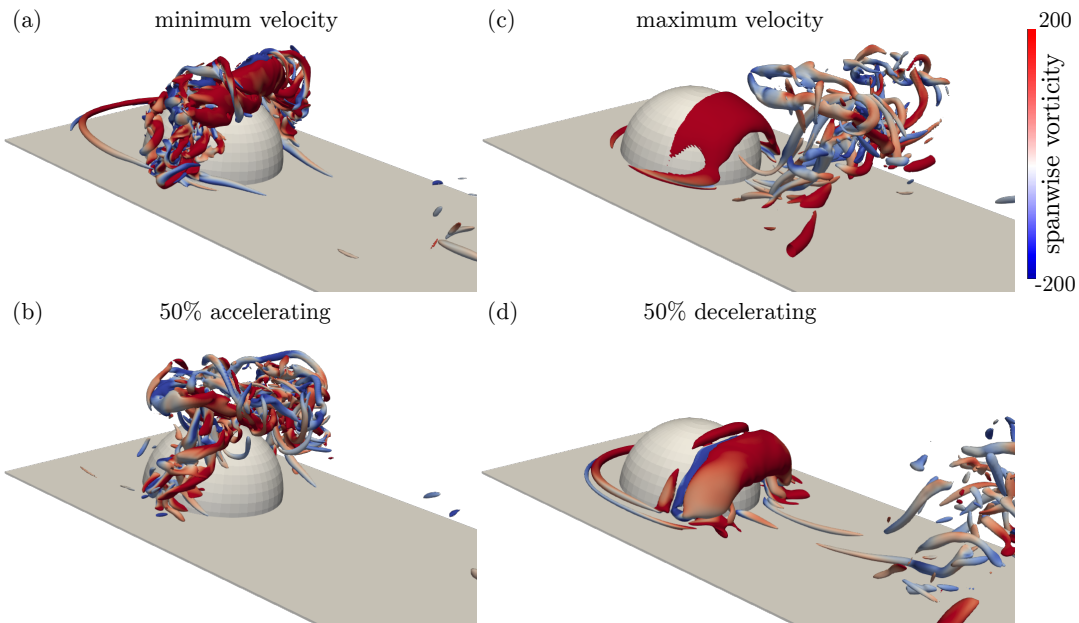 (a) minimum velocity
(c) maximum velocity
200
spanwise vorticity
-200
(b) 50% accelerating
(d) 50% decelerating